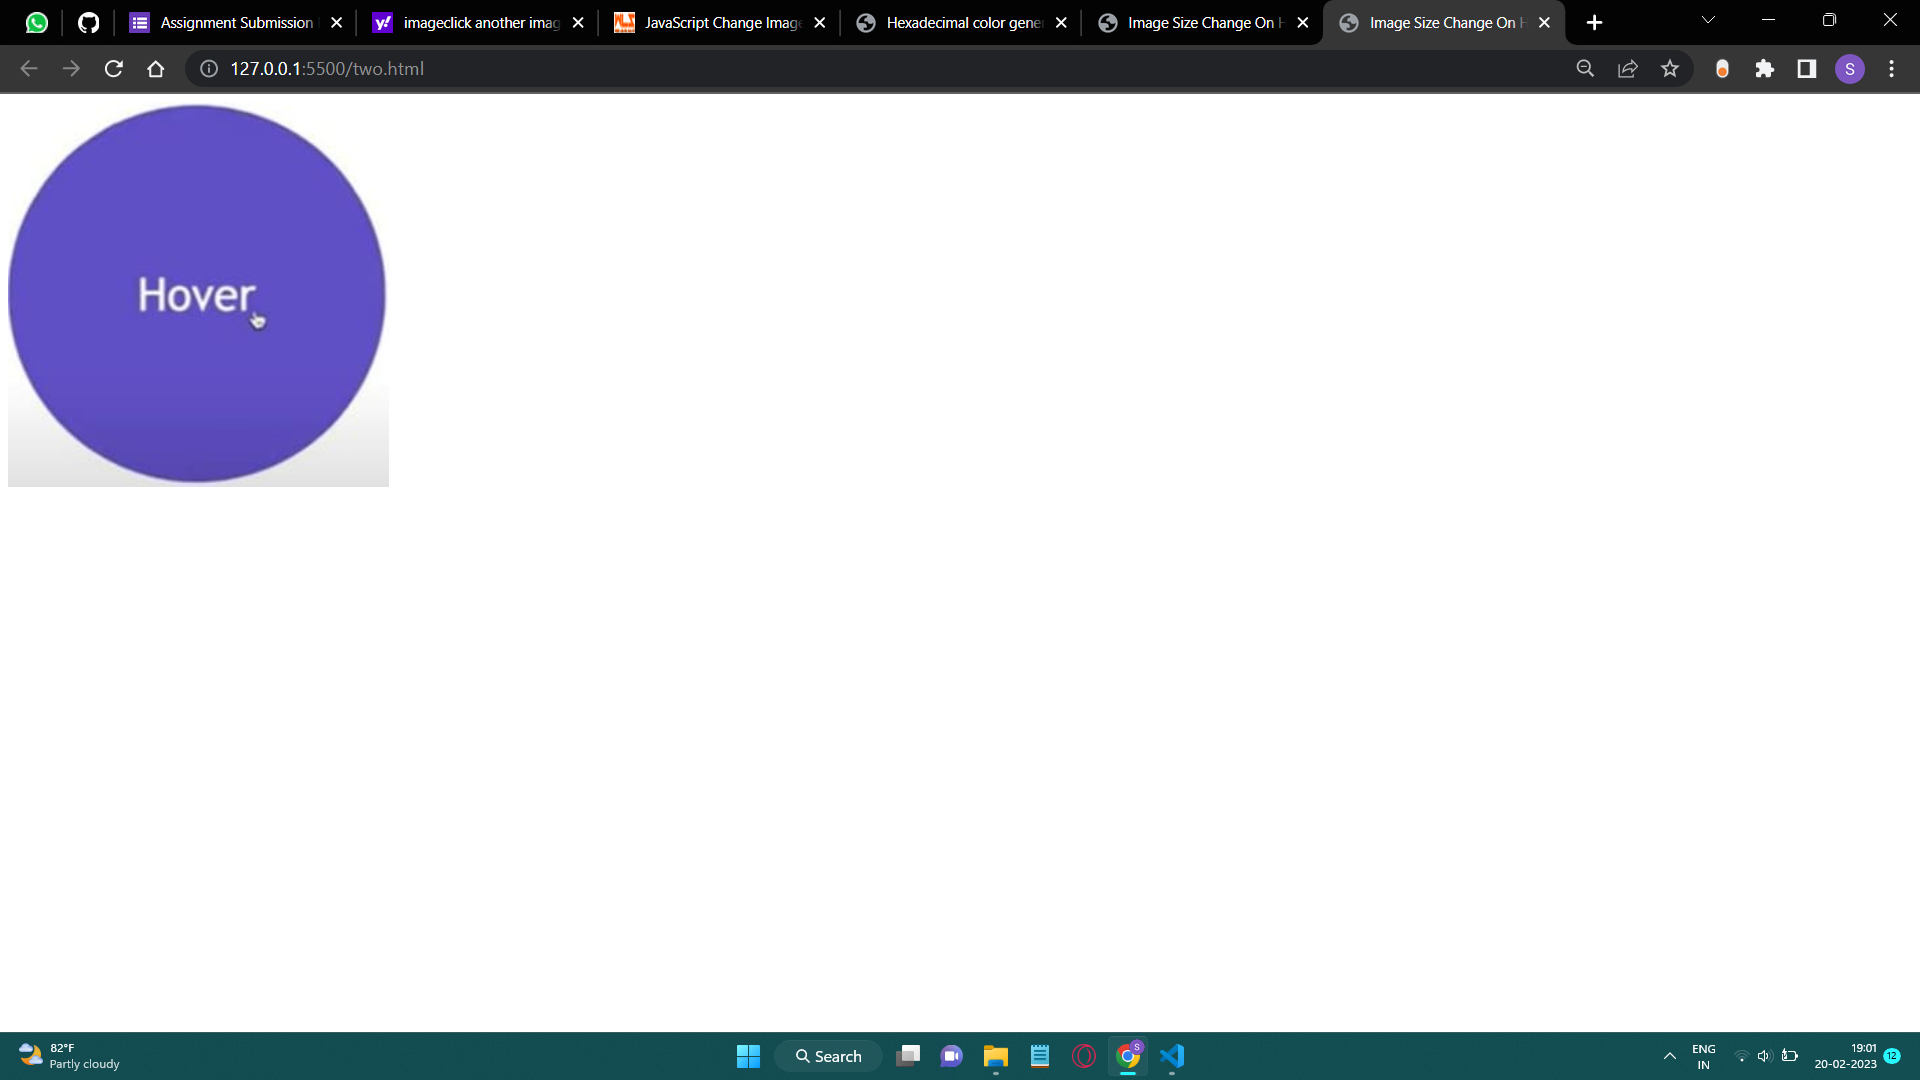 Assignment Submission
imageclick another imag
JavaScript Change Image
Hexadecimal color gene
Image Size Change On H
Image Size Change On H
127.0.0.1:5500/two.html
S
Hover
82°F
Partly cloudy
Search
S
ENG
IN
19:01
20-02-2023
12